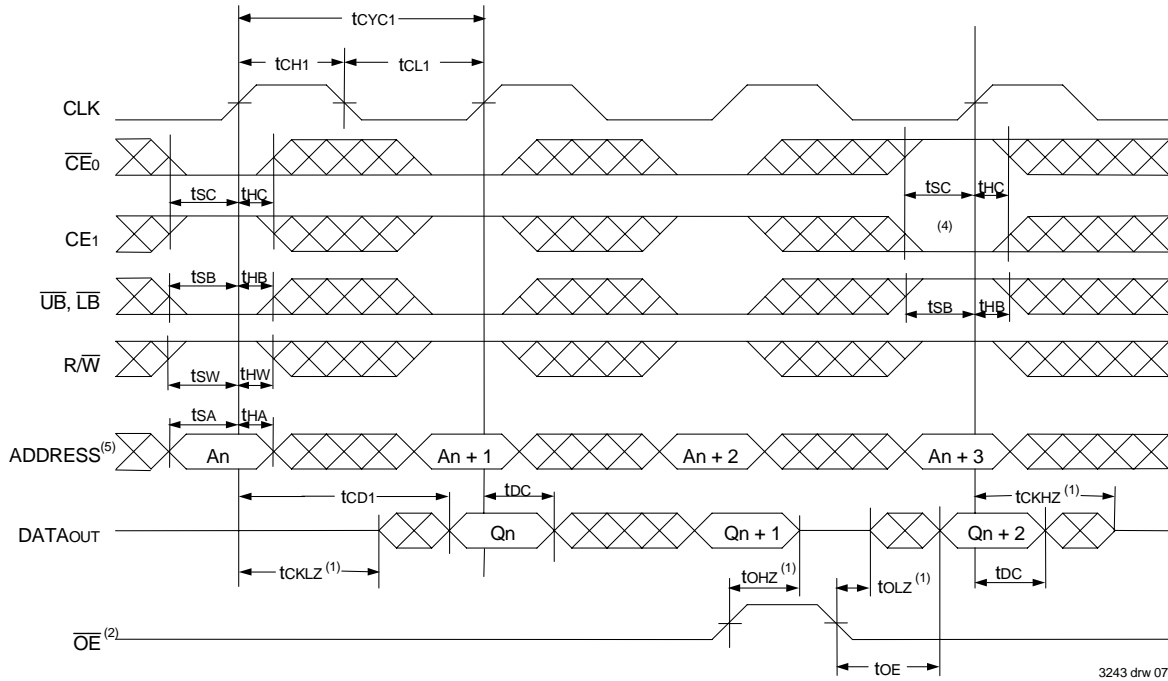 tCYC1
tCH1 tCL1
CLK
CE0
tSC tHC tSC tHC
CE1 (4)
tSB tHB
UB, LB
tSB tHB
R/W
tSW tHW
tSA tHA
ADDRESS(5) An An + 1 An + 2 An + 3
tCD1 tDC tCKHZ (1)
DATAOUT Qn Qn + 1 Qn + 2
tCKLZ (1) tOHZ (1) tOLZ (1) tDC
OE (2)
tOE
3243 drw 07